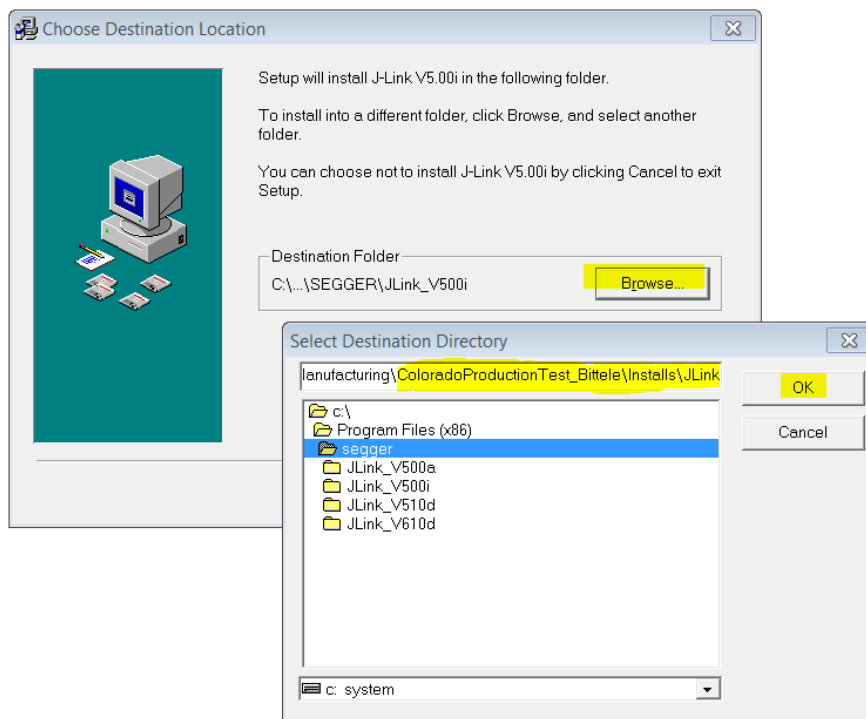 Choose Destination Location
Setup will install J-Link V5.00i in the following folder.
To install into a different folder, click Browse, and select another
folder.
You can choose not to install J-Link V5.00i by clicking Cancel to exit
Setup.
Destination Folder
C:\...\SEGGER\JLink_V500i
Browse...
Select Destination Directory
lanufacturing\ColoradoProductionTest_Bittele\Installs\JLink
OK
c:\
Program Files (x86)
Cancel
segger
JLink_V500a
JLink_V500i
JLink_V510d
JLink_V610d
c: system